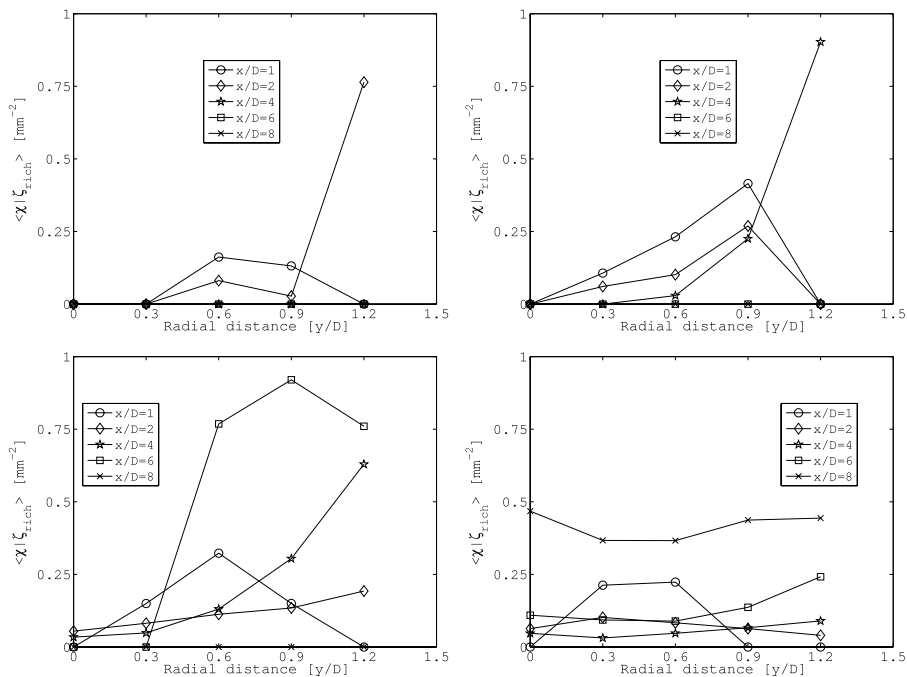 1
0.75
0.5
0.25
0
<χ|ζrich> [mm−2]
x/D=1
x/D=2
x/D=4
x/D=6
x/D=8
0 0.3 0.6 0.9 1.2 1.5
Radial distance [y/D]
1
0.75
0.5
0.25
0
<χ|ζrich> [mm−2]
x/D=1
x/D=2
x/D=4
x/D=6
x/D=8
0 0.3 0.6 0.9 1.2 1.5
Radial distance [y/D]
1
0.75
0.5
0.25
0
<χ|ζrich> [mm−2]
x/D=1
x/D=2
x/D=4
x/D=6
x/D=8
0 0.3 0.6 0.9 1.2 1.5
Radial distance [y/D]
1
0.75
0.5
0.25
0
<χ|ζrich> [mm−2]
x/D=1
x/D=2
x/D=4
x/D=6
x/D=8
0 0.3 0.6 0.9 1.2 1.5
Radial distance [y/D]